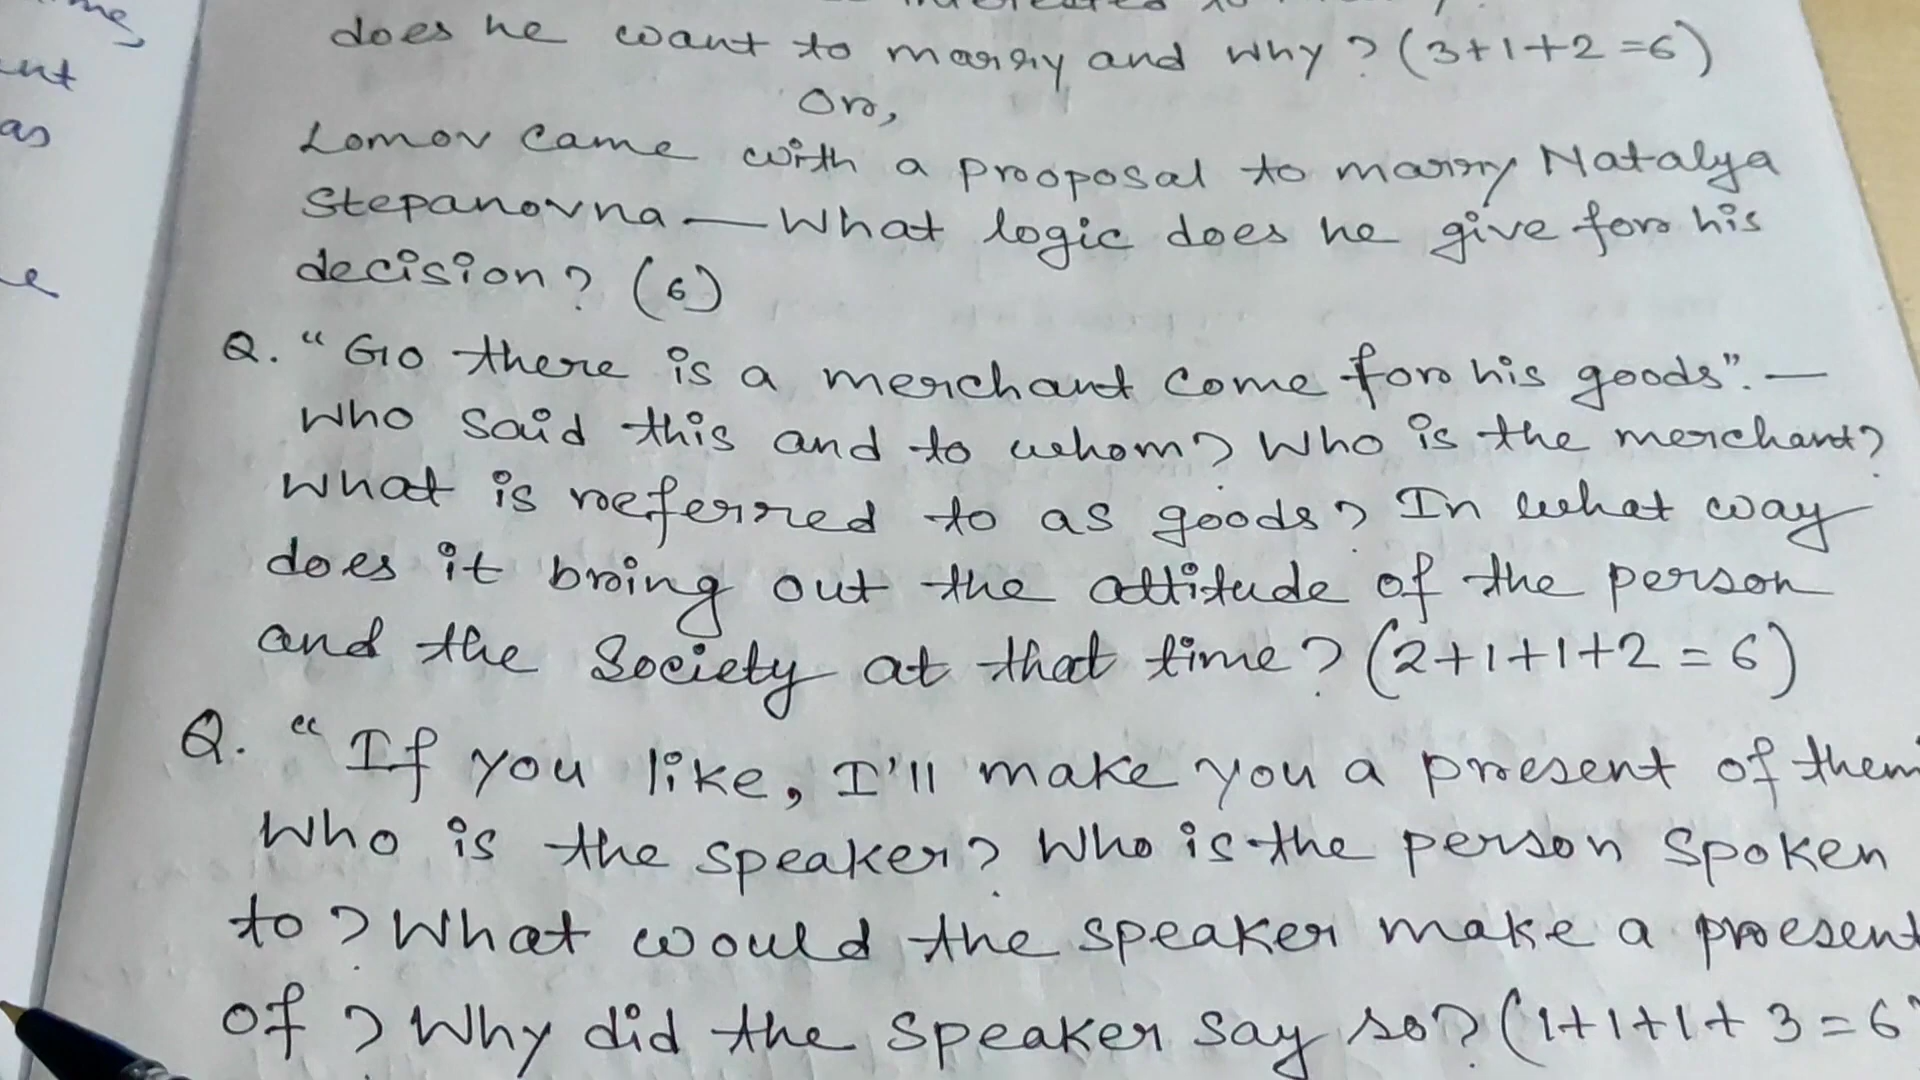 me,
ent
as
e
does he want to marry and why? (3+1+2=6)
Or,
Lomov came with a proposal to marry Natalya
Stepanovna — What logic does he give for his
decision? (6)
Q. "Go there is a merchant come for his goods". —
Who said this and to whom? Who is the merchant?
What is referred to as goods? In what way
does it bring out the attitude of the person
and the Society at that time? (2+1+1+2=6)
Q. "If you like, I'll make you a present of them
Who is the speaker? Who is the person spoken
to? What would the speaker make a present
of? Why did the speaker say so? (1+1+1+3=6